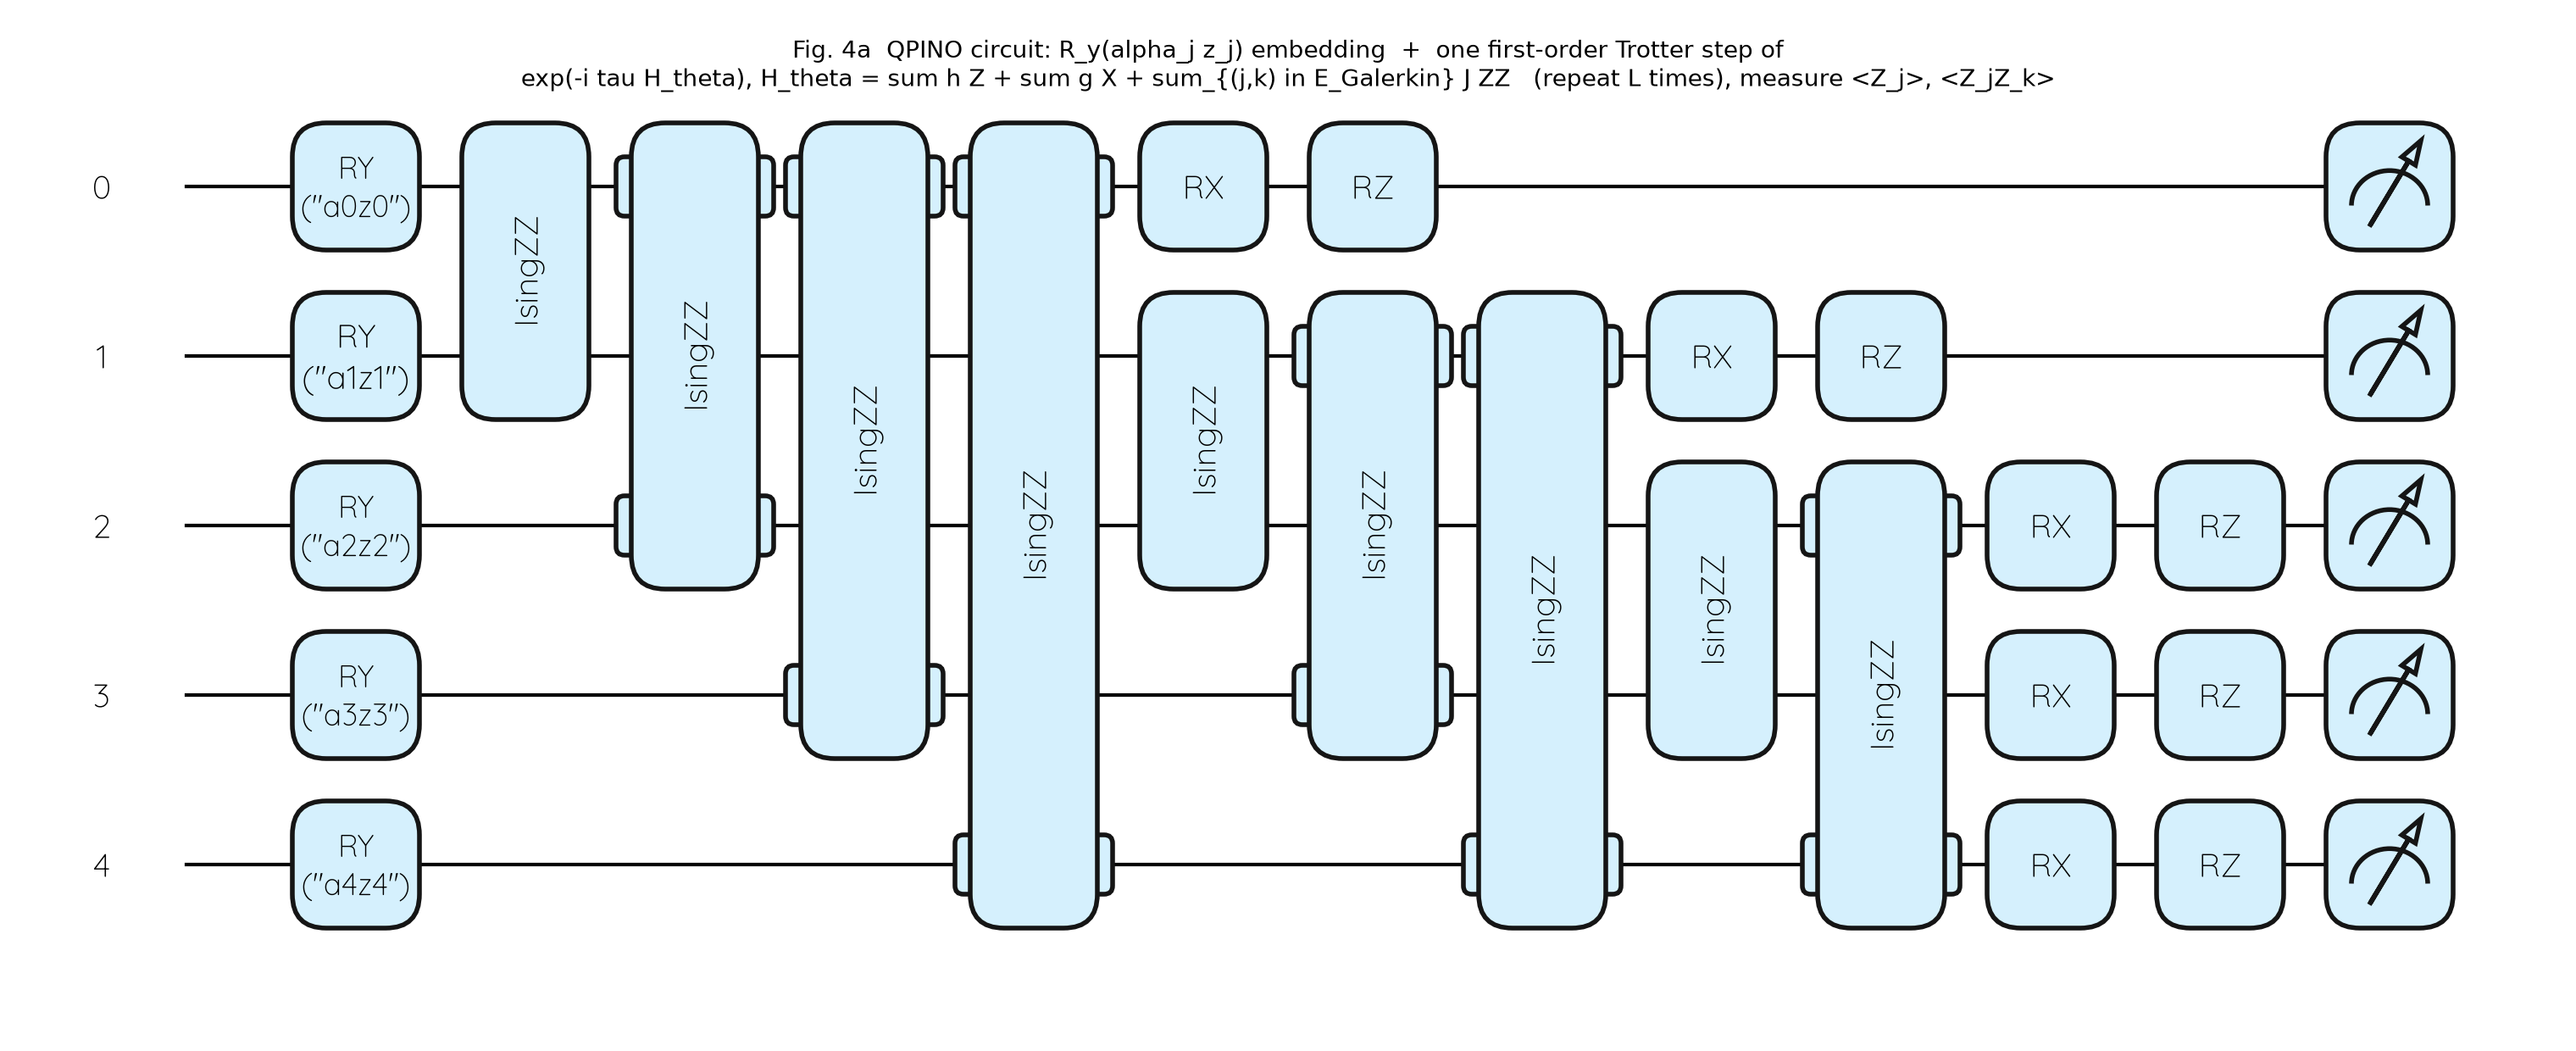 Fig. 4a  QPINO circuit: R_y(alpha_j z_j) embedding  +  one first-order Trotter step of
exp(-i tau H_theta), H_theta = sum h Z + sum g X + sum_{(j,k) in E_Galerkin} J ZZ   (repeat L times), measure <Z_j>, <Z_jZ_k>
0
RY
("a0z0")
IsingZZ
IsingZZ
IsingZZ
IsingZZ
RX
RZ
1
RY
("a1z1")
IsingZZ
IsingZZ
IsingZZ
RX
RZ
2
RY
("a2z2")
IsingZZ
IsingZZ
RX
RZ
3
RY
("a3z3")
RX
RZ
4
RY
("a4z4")
RX
RZ